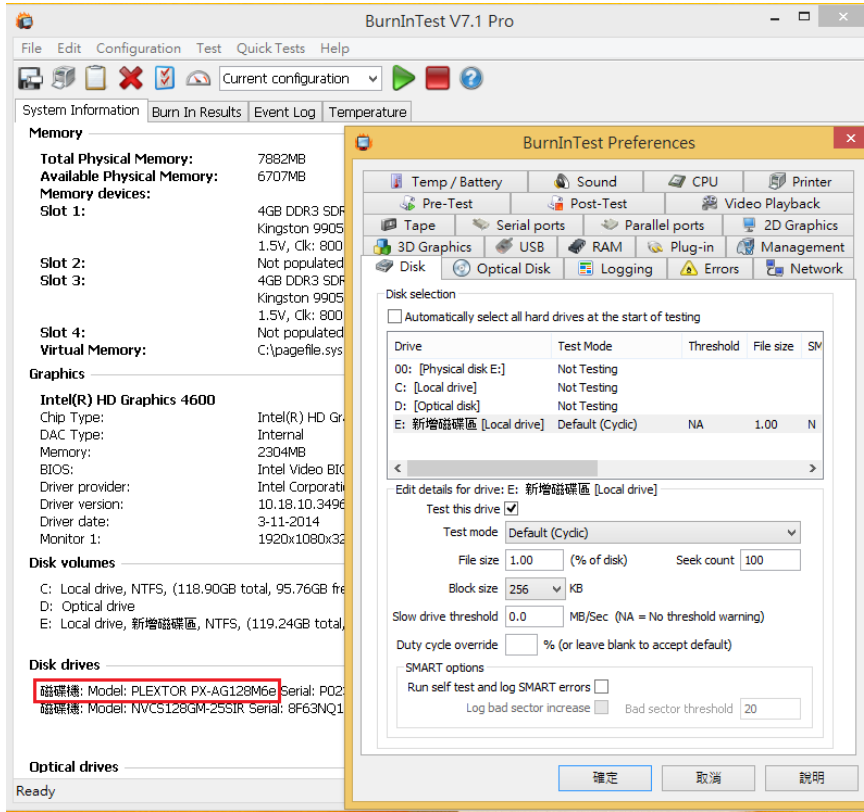 BurnInTest V7.1 Pro
File Edit Configuration Test Quick Tests Help
Current configuration
System Information Burn In Results Event Log Temperature
Memory
Total Physical Memory: 7882MB
Available Physical Memory: 6707MB
Memory devices:
Slot 1: 4GB DDR3 SDR
Kingston 9905
1.5V, Clk: 800
Slot 2: Not populated
Slot 3: 4GB DDR3 SDR
Kingston 9905
1.5V, Clk: 800
Slot 4: Not populated
Virtual Memory: C:\pagefile.sys
Graphics
Intel(R) HD Graphics 4600
Chip Type: Intel(R) HD Gr
DAC Type: Internal
Memory: 2304MB
BIOS: Intel Video BIO
Driver provider: Intel Corporati
Driver version: 10.18.10.3496
Driver date: 3-11-2014
Monitor 1: 1920x1080x32
Disk volumes
C: Local drive, NTFS, (118.90GB total, 95.76GB fre
D: Optical drive
E: Local drive, 新增磁碟區, NTFS, (119.24GB total,
Disk drives
磁碟機: Model: PLEXTOR PX-AG128M6e Serial: P02
磁碟機: Model: NVCS128GM-25SIR Serial: 8F63NQ1
Optical drives
Ready
BurnInTest Preferences
Temp / Battery Sound CPU Printer
Pre-Test Post-Test Video Playback
Tape Serial ports Parallel ports 2D Graphics
3D Graphics USB RAM Plug-in Management
Disk Optical Disk Logging Errors Network
Disk selection
Automatically select all hard drives at the start of testing
Drive Test Mode Threshold File size SM
00: [Physical disk E:] Not Testing
C: [Local drive] Not Testing
D: [Optical disk] Not Testing
E: 新增磁碟區 [Local drive] Default (Cyclic) NA 1.00 N
Edit details for drive: E: 新增磁碟區 [Local drive]
Test this drive
Test mode Default (Cyclic)
File size 1.00 (% of disk) Seek count 100
Block size 256 KB
Slow drive threshold 0.0 MB/Sec (NA = No threshold warning)
Duty cycle override % (or leave blank to accept default)
SMART options
Run self test and log SMART errors
Log bad sector increase Bad sector threshold 20
確定 取消 說明